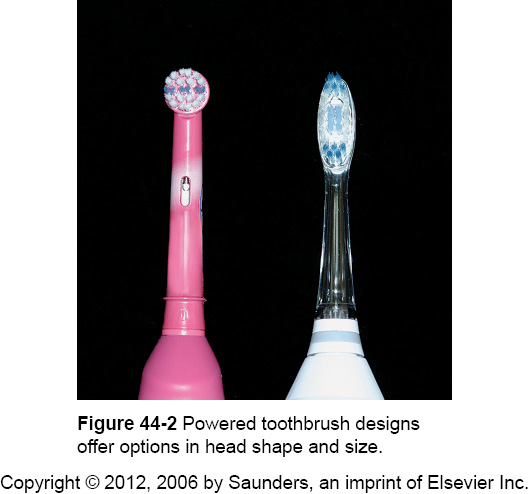 Figure 44-2 Powered toothbrush designs
offer options in head shape and size.
Copyright © 2012, 2006 by Saunders, an imprint of Elsevier Inc.